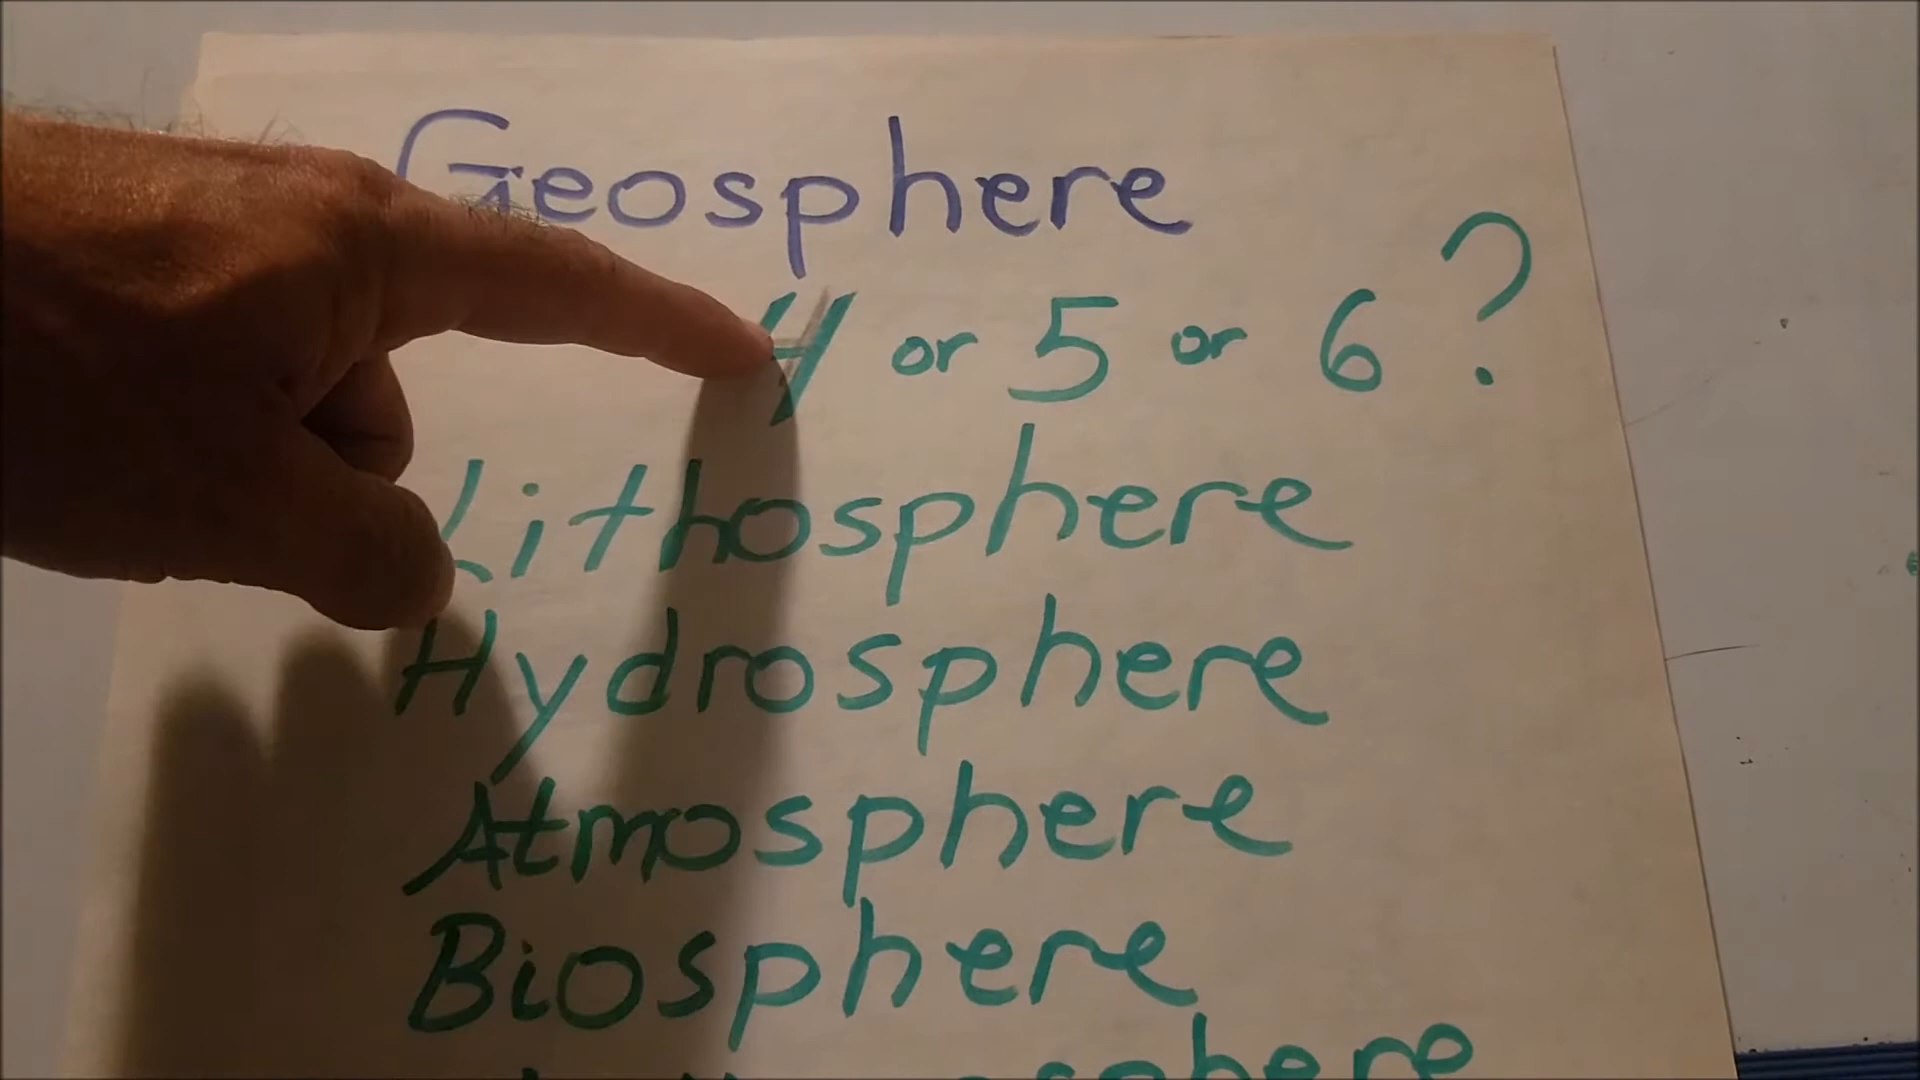 Geosphere
4 or 5 or 6 ?
Lithosphere
Hydrosphere
Atmosphere
Biosphere